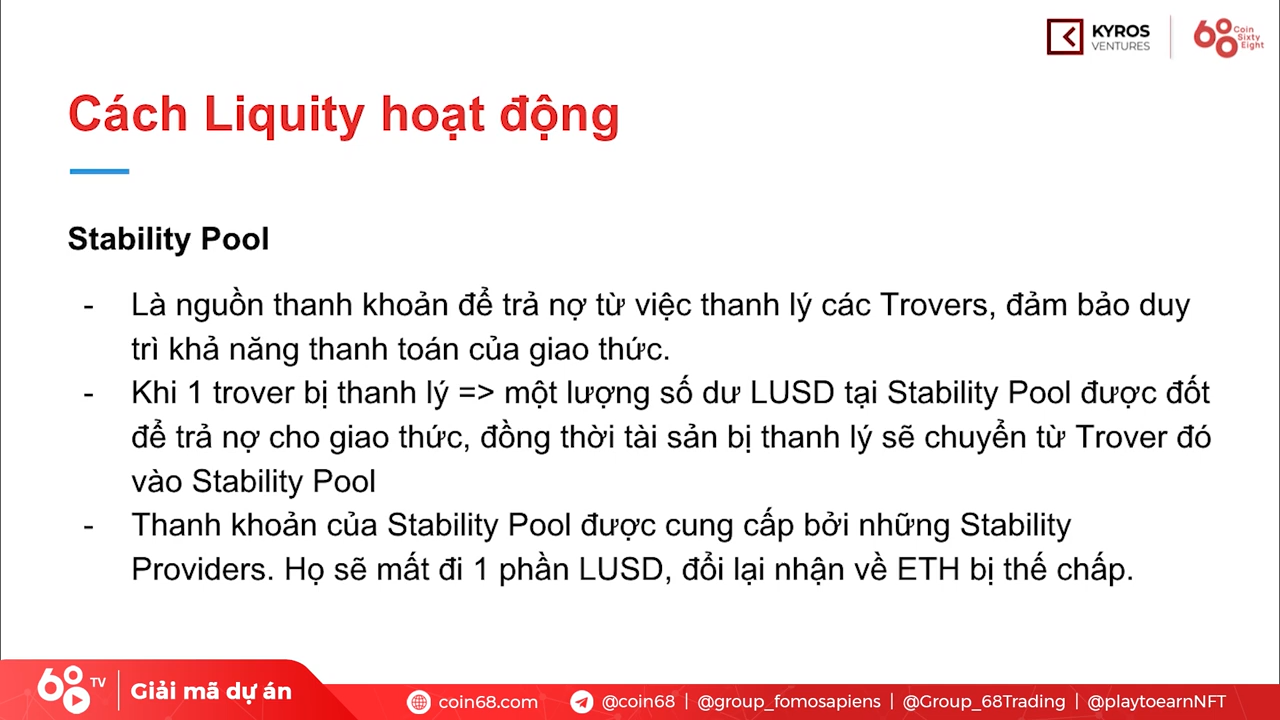 KYROS
VENTURES
Coin
Sixty
Eight
Cách Liquity hoạt động
Stability Pool
- Là nguồn thanh khoản để trả nợ từ việc thanh lý các Trovers, đảm bảo duy
trì khả năng thanh toán của giao thức.
- Khi 1 trover bị thanh lý => một lượng số dư LUSD tại Stability Pool được đốt
để trả nợ cho giao thức, đồng thời tài sản bị thanh lý sẽ chuyển từ Trover đó
vào Stability Pool
- Thanh khoản của Stability Pool được cung cấp bởi những Stability
Providers. Họ sẽ mất đi 1 phần LUSD, đổi lại nhận về ETH bị thế chấp.
68 TV | Giải mã dự án
coin68.com
@coin68 | @group_fomosapiens | @Group_68Trading | @playtoearnNFT